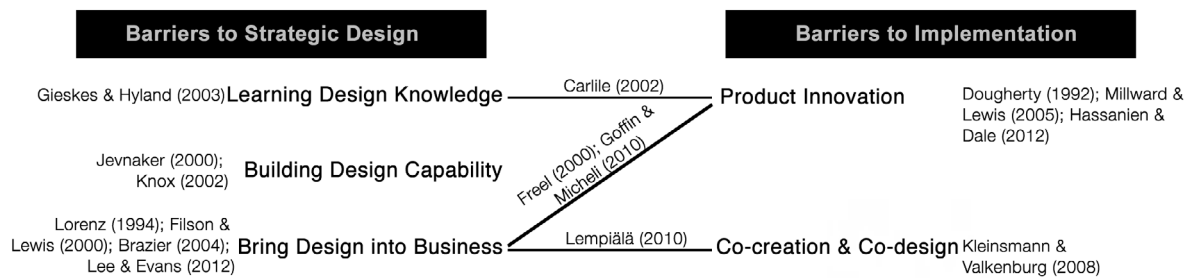 Barriers to Strategic Design
Barriers to Implementation
Gieskes & Hyland (2003)
Learning Design Knowledge
Carlile (2002)
Product Innovation
Dougherty (1992); Millward &
Lewis (2005); Hassanien &
Dale (2012)
Jevnaker (2000);
Knox (2002)
Building Design Capability
Freel (2000); Goffin &
Micheli (2010)
Lorenz (1994); Filson &
Lewis (2000); Brazier (2004);
Lee & Evans (2012)
Bring Design into Business
Lempiälä (2010)
Co-creation & Co-design
Kleinsmann &
Valkenburg (2008)